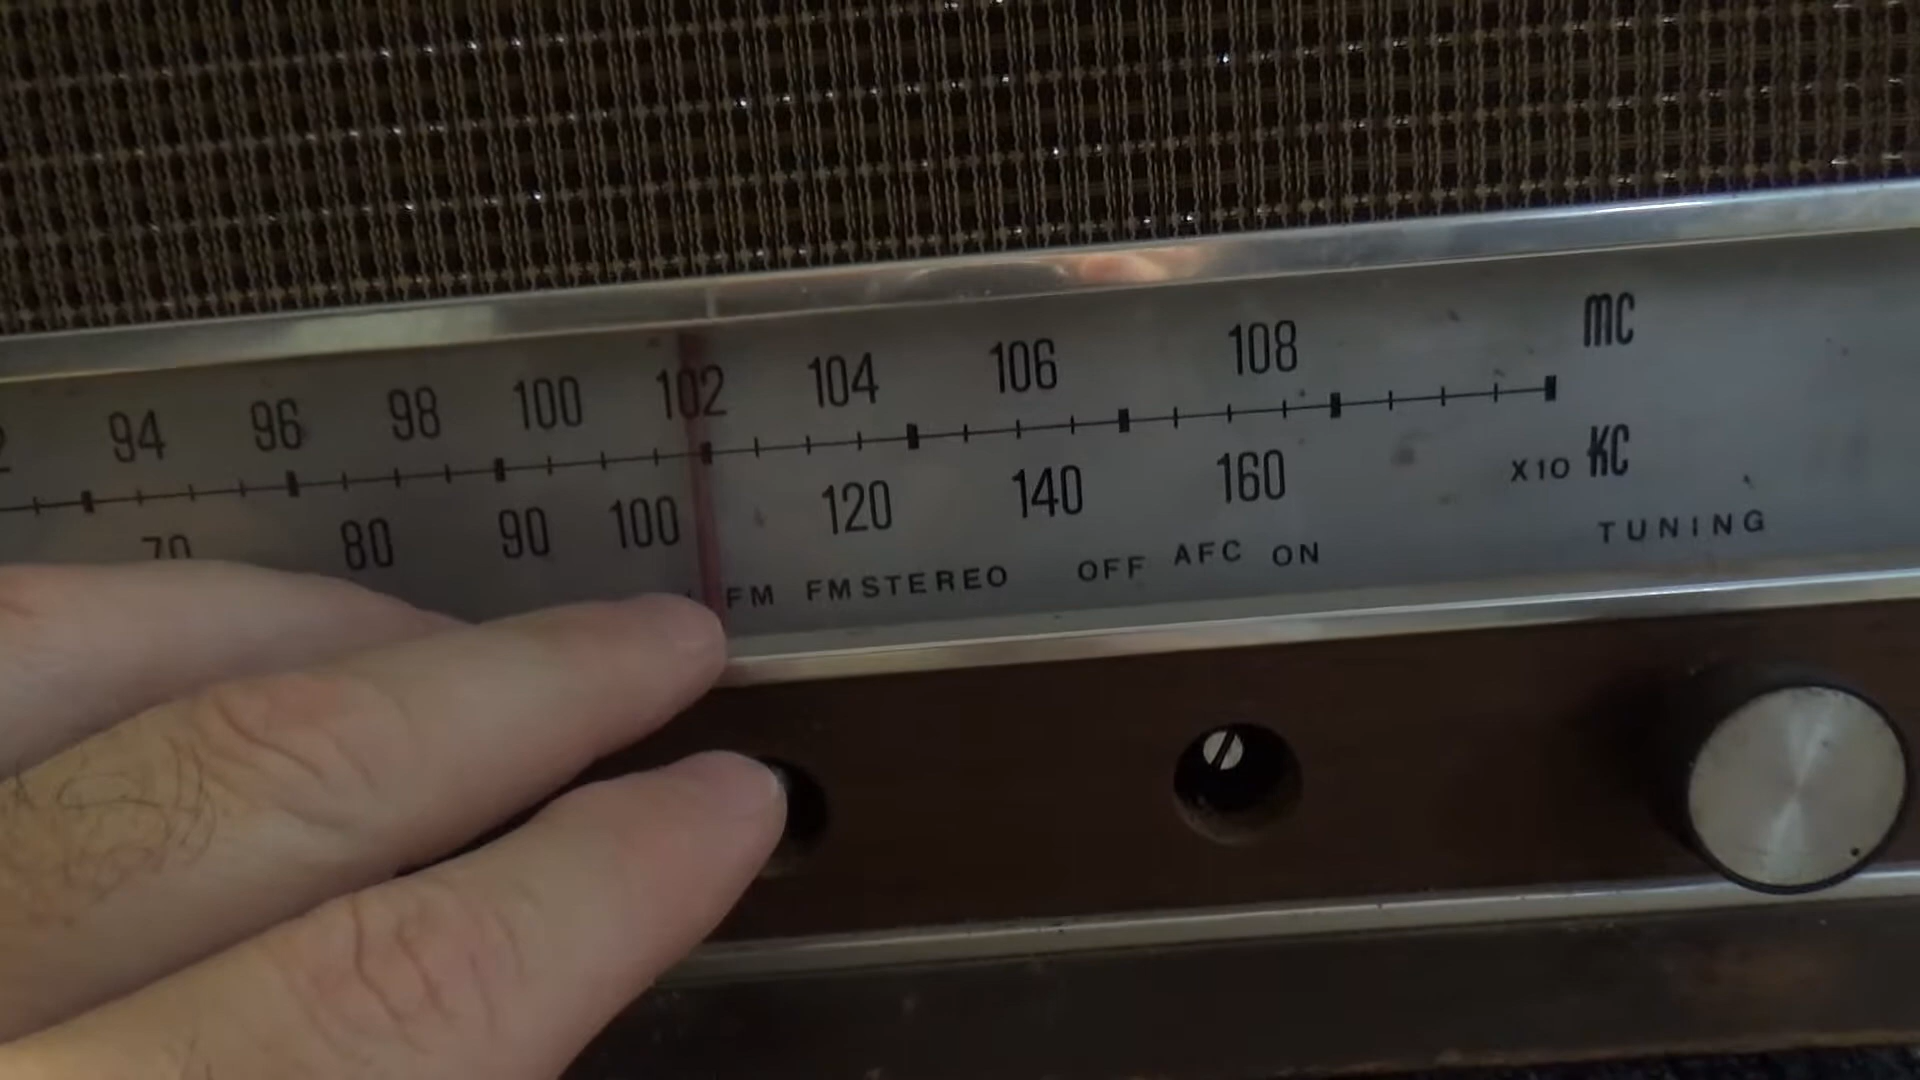 94 96 98 100 102 104 106 108 MC
70 80 90 100 120 140 160 X10 KC
FM FM STEREO OFF AFC ON TUNING